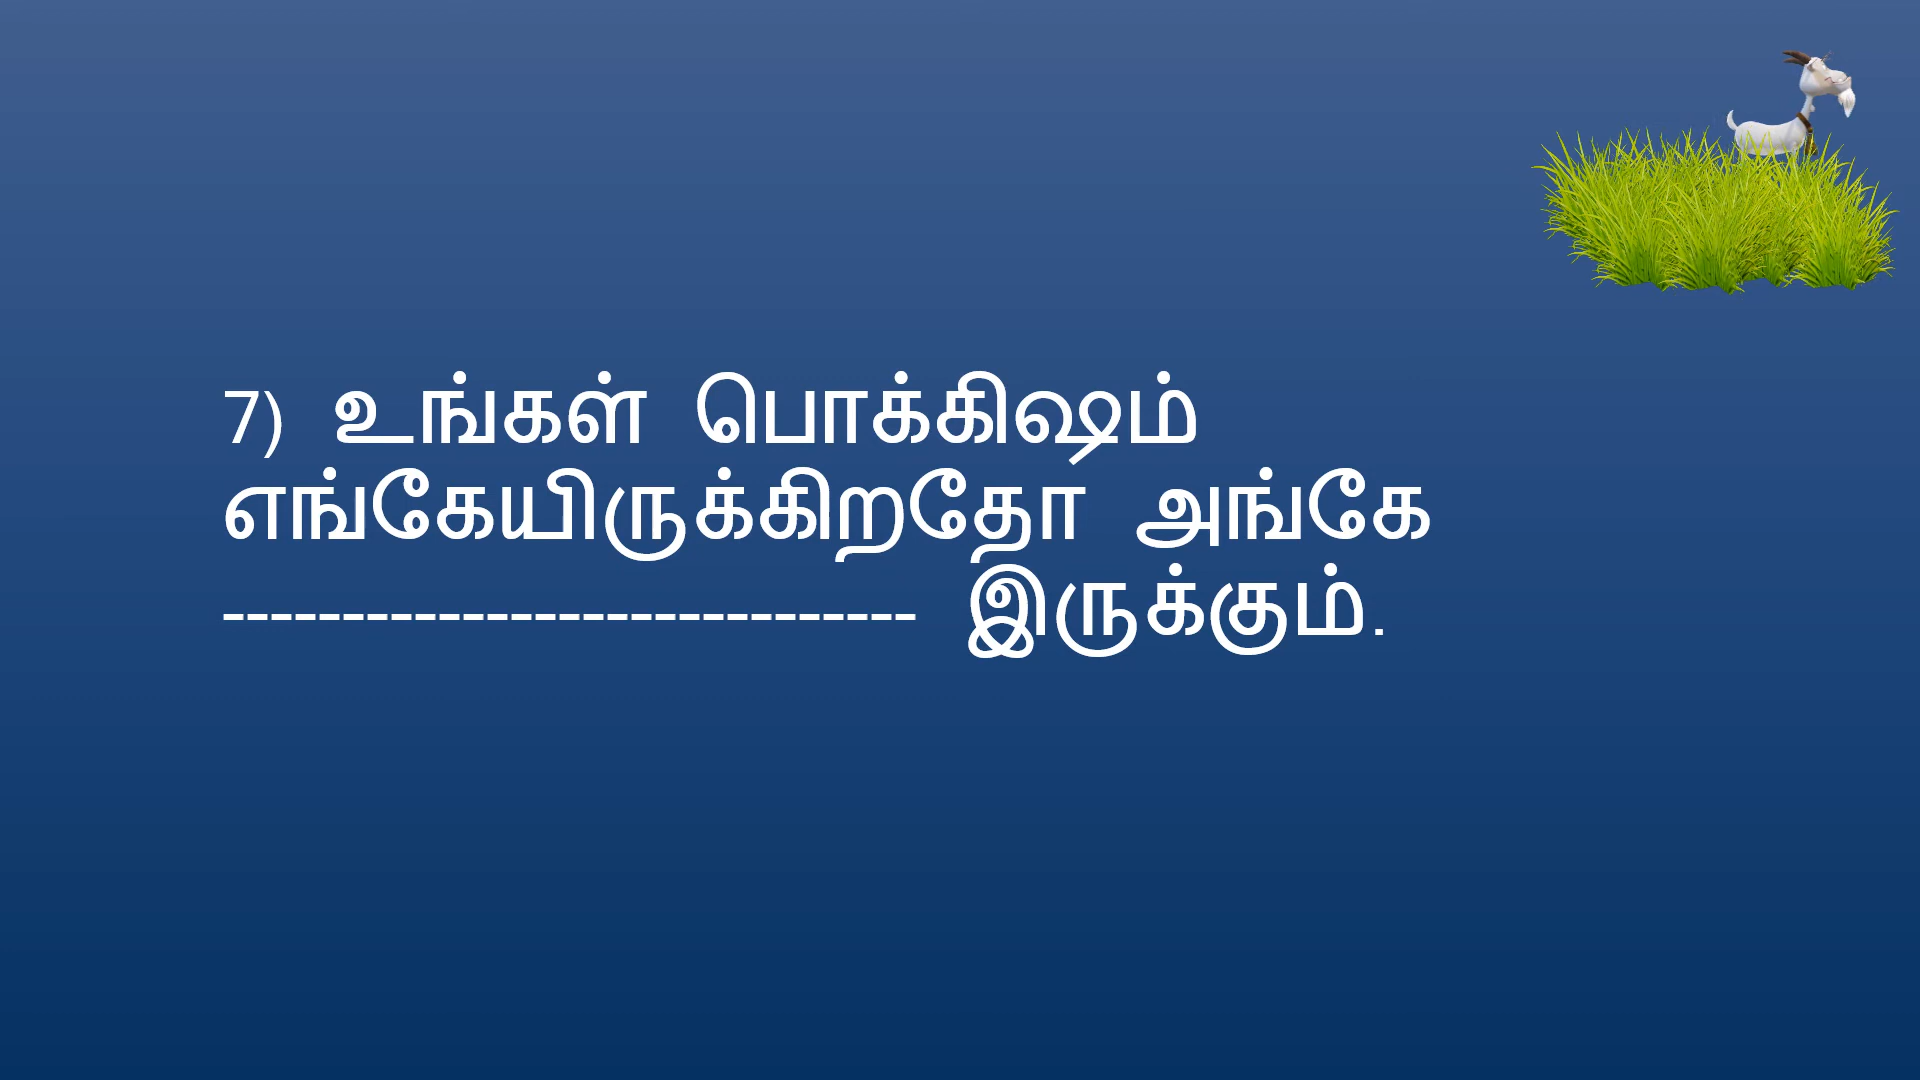 7) உங்கள் பொக்கிஷம்
எங்கேயிருக்கிறதோ அங்கே
----------------------------- இருக்கும்.